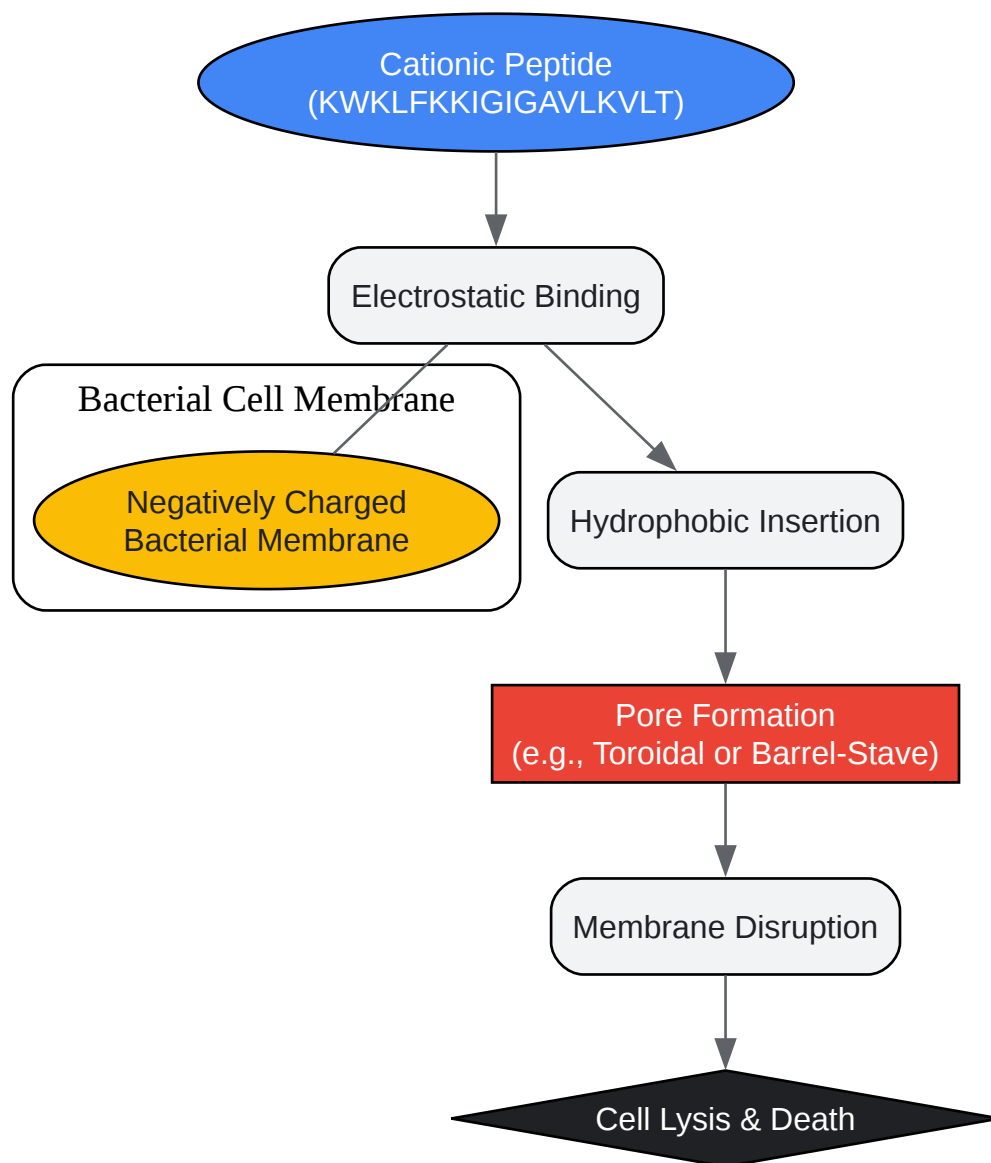 Cationic Peptide
(KWKLFKKIGIGAVLKVLT)
Electrostatic Binding
Bacterial Cell Membrane
Negatively Charged
Bacterial Membrane
Hydrophobic Insertion
Pore Formation
(e.g., Toroidal or Barrel-Stave)
Membrane Disruption
Cell Lysis & Death